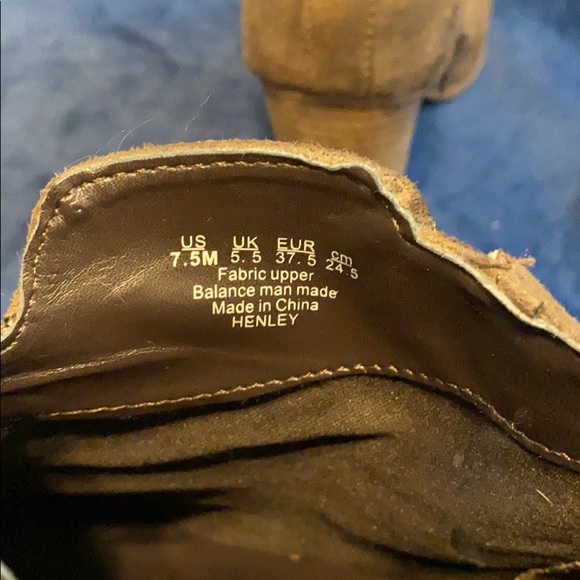 US UK EUR cm
7.5M 5.5 37.5 24.5
Fabric upper
Balance man made
Made in China
HENLEY